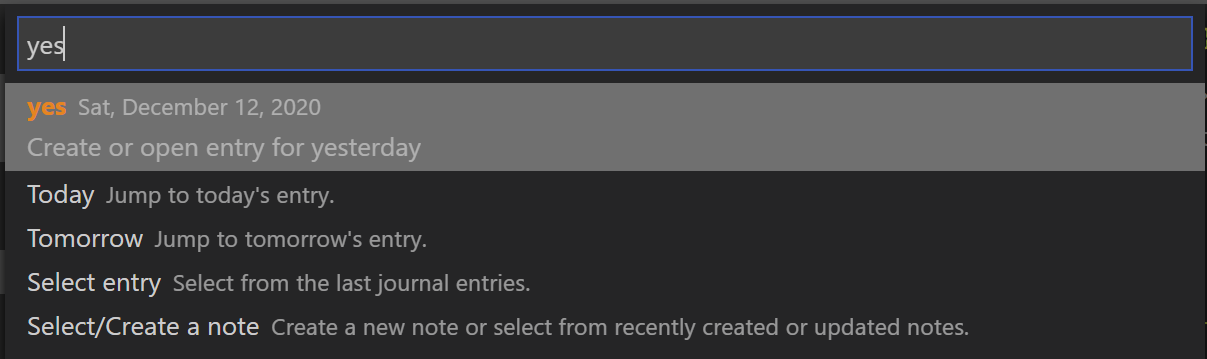 yes
yes Sat, December 12, 2020
Create or open entry for yesterday
Today Jump to today's entry.
Tomorrow Jump to tomorrow's entry.
Select entry Select from the last journal entries.
Select/Create a note Create a new note or select from recently created or updated notes.